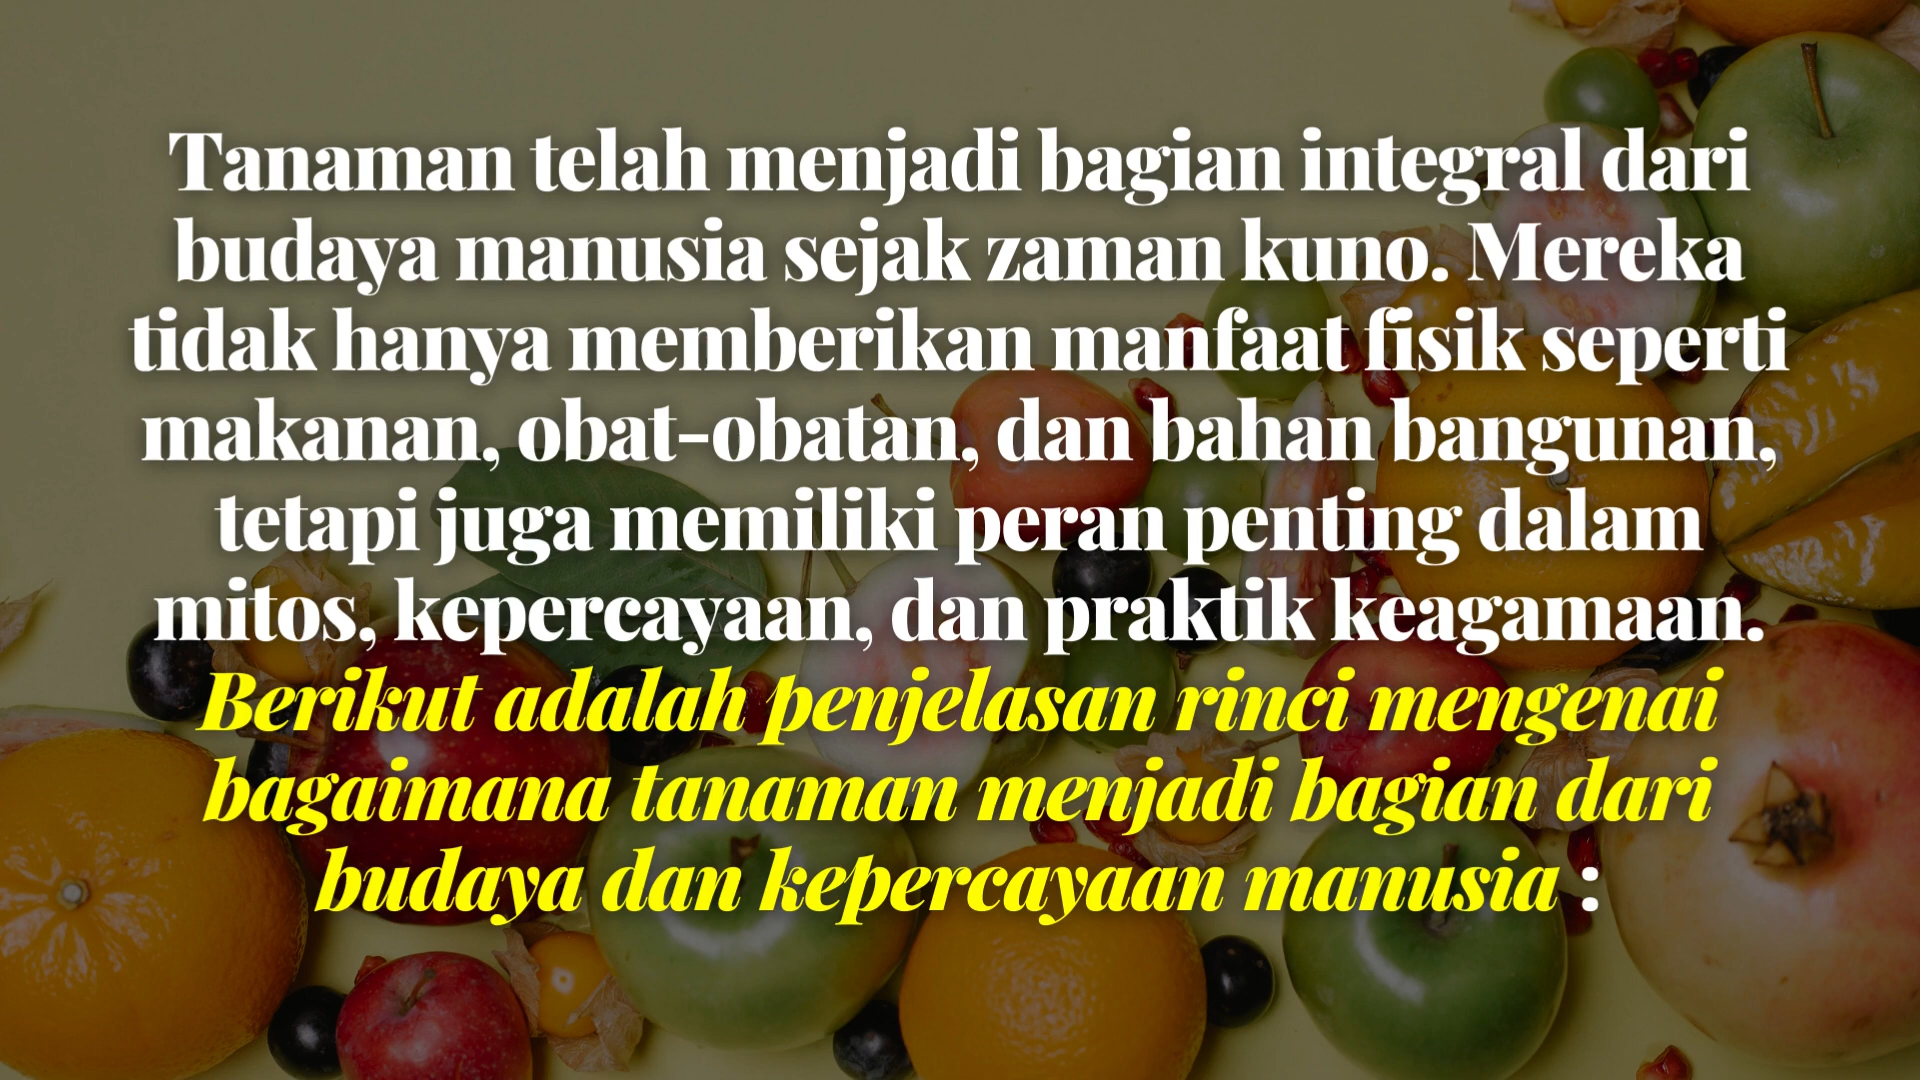 Tanaman telah menjadi bagian integral dari
budaya manusia sejak zaman kuno. Mereka
tidak hanya memberikan manfaat fisik seperti
makanan, obat-obatan, dan bahan bangunan,
tetapi juga memiliki peran penting dalam
mitos, kepercayaan, dan praktik keagamaan.
Berikut adalah penjelasan rinci mengenai
bagaimana tanaman menjadi bagian dari
budaya dan kepercayaan manusia :